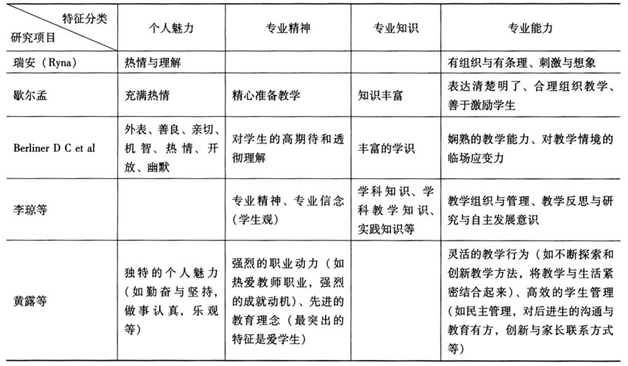 特征分类
研究项目
个人魅力
专业精神
专业知识
专业能力
瑞安（Ryna）
热情与理解
有组织与有条理、刺激与想象
歇尔孟
充满热情
精心准备教学
知识丰富
表达清楚明了、合理组织教学、
善于激励学生
Berliner D C et al
外表、善良、亲切、
机智、热情、开
放、幽默
对学生的高期待和透
彻理解
丰富的学识
娴熟的教学能力、对教学情境的
临场应变力
李琼等
专业精神、专业信念
（学生观）
学科知识、学
科教学知识、
实践知识等
教学组织与管理、教学反思与研
究与自主发展意识
黄露等
独特的个人魅力
（如勤奋与坚持，
做事认真，乐观
等）
强烈的职业动力（如
热爱教师职业，强烈
的成就动机）、先进的
教育理念（最突出的
特征是爱学生）
灵活的教学行为（如不断探索和
创新教学方法，将教学与生活紧
密结合起来）、高效的学生管理
（如民主管理，对后进生的沟通与
教育有方，创新与家长联系方式
等）